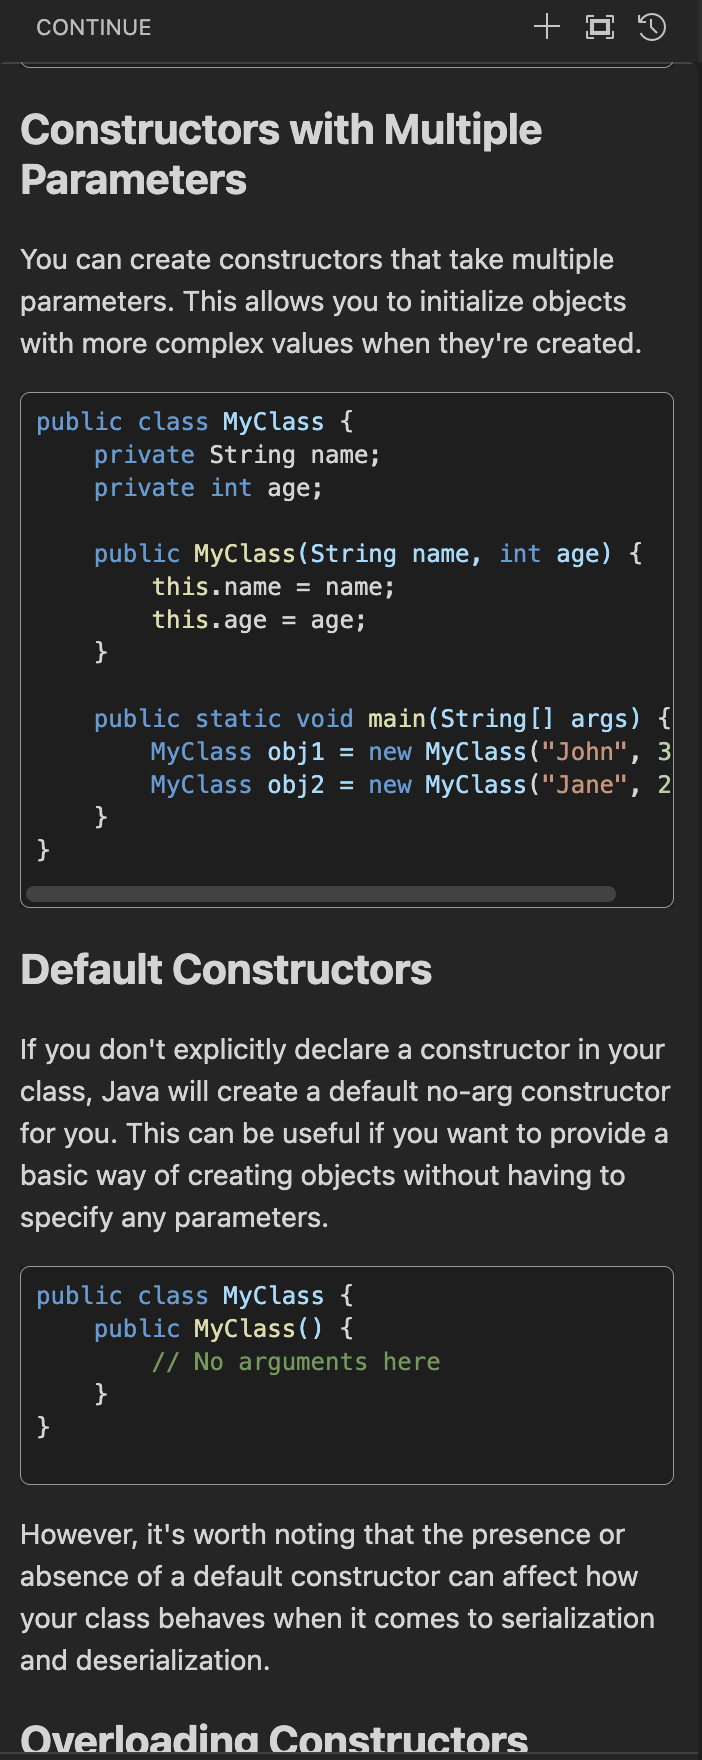 CONTINUE
Constructors with Multiple
Parameters
You can create constructors that take multiple
parameters. This allows you to initialize objects
with more complex values when they're created.
public class MyClass {
    private String name;
    private int age;
    public MyClass(String name, int age) {
        this.name = name;
        this.age = age;
    }
    public static void main(String[] args) {
        MyClass obj1 = new MyClass("John", 3
        MyClass obj2 = new MyClass("Jane", 2
    }
}
Default Constructors
If you don't explicitly declare a constructor in your
class, Java will create a default no-arg constructor
for you. This can be useful if you want to provide a
basic way of creating objects without having to
specify any parameters.
public class MyClass {
    public MyClass() {
        // No arguments here
    }
}
However, it's worth noting that the presence or
absence of a default constructor can affect how
your class behaves when it comes to serialization
and deserialization.
Overloading Constructors